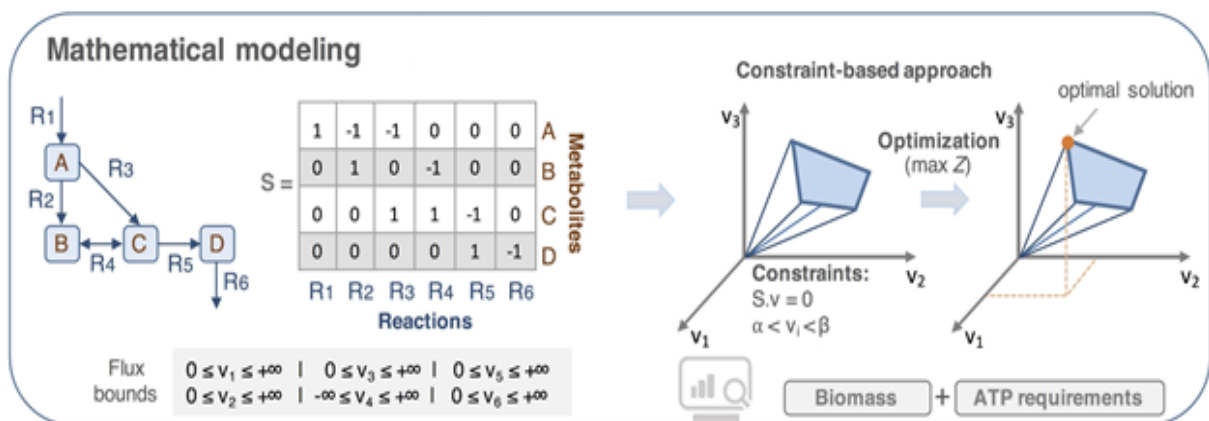 Mathematical modeling
R1
A
R3
R2
B
C
D
R4
R5
R6
S =
1 -1 -1 0 0 0 A
0 1 0 -1 0 0 B
0 0 1 1 -1 0 C
0 0 0 0 1 -1 D
Metabolites
R1 R2 R3 R4 R5 R6
Reactions
Flux bounds
0 ≤ v1 ≤ +∞ | 0 ≤ v3 ≤ +∞ | 0 ≤ v5 ≤ +∞
0 ≤ v2 ≤ +∞ | -∞ ≤ v4 ≤ +∞ | 0 ≤ v6 ≤ +∞
Constraint-based approach
v3
v2
v1
Constraints:
S.v = 0
α < vi < β
Optimization
(max Z)
optimal solution
v3
v2
v1
Biomass + ATP requirements